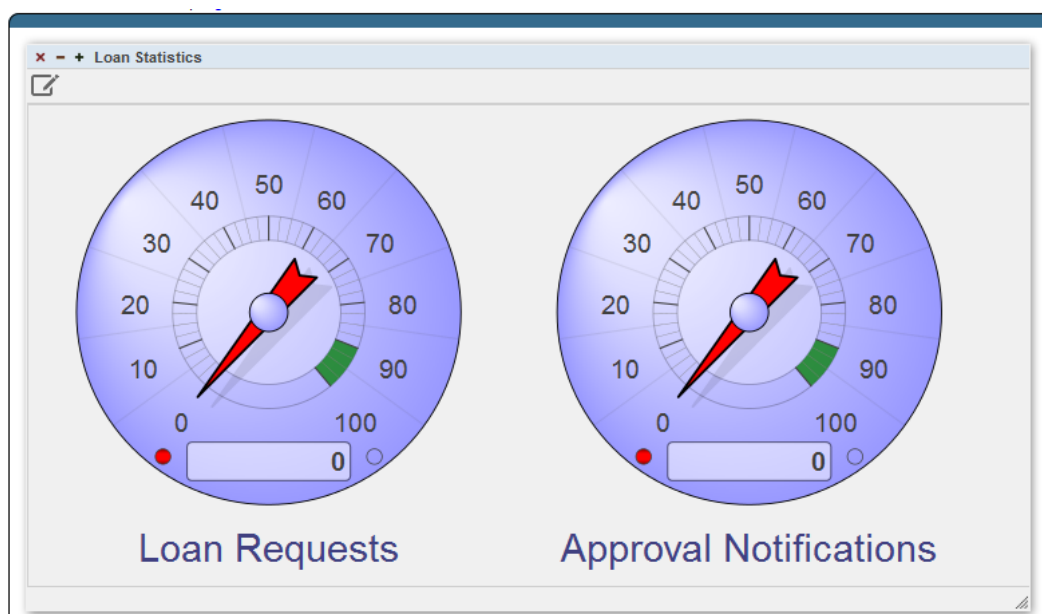 × − + Loan Statistics
50 50
40 60 40 60
30 70 30 70
20 80 20 80
10 90 10 90
0 100 0 100
0 0
Loan Requests Approval Notifications